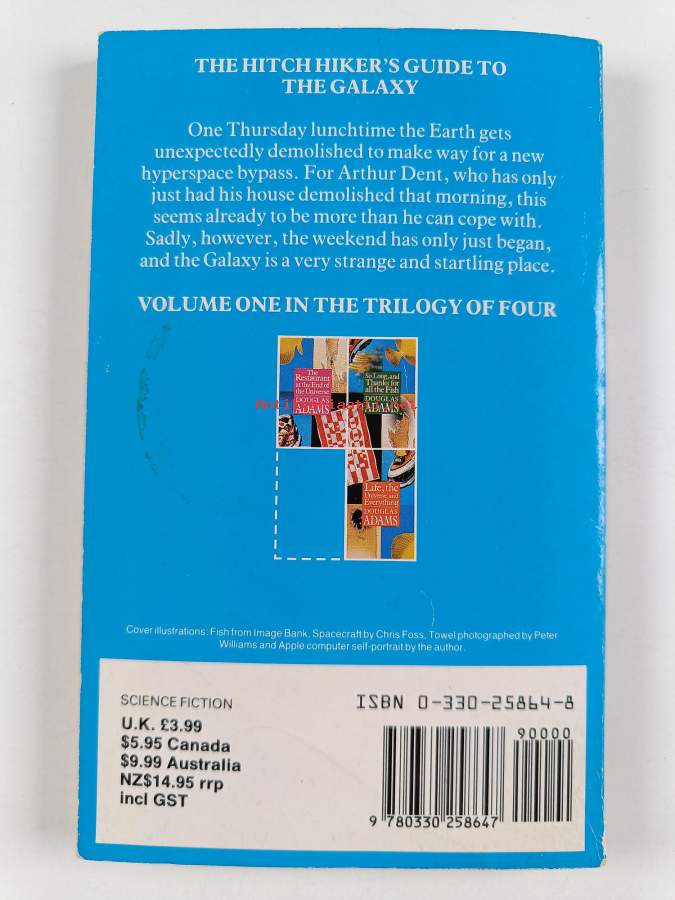 THE HITCH HIKER'S GUIDE TO
THE GALAXY
One Thursday lunchtime the Earth gets
unexpectedly demolished to make way for a new
hyperspace bypass. For Arthur Dent, who has only
just had his house demolished that morning, this
seems already to be more than he can cope with.
Sadly, however, the weekend has only just began,
and the Galaxy is a very strange and startling place.
VOLUME ONE IN THE TRILOGY OF FOUR
The
Restaurant
at the End of
the Universe
DOUGLAS
ADAMS
So Long, and
Thanks for
all the Fish
DOUGLAS
ADAMS
Life, the
Universe and
Everything
DOUGLAS
ADAMS
Cover illustrations: Fish from Image Bank, Spacecraft by Chris Foss, Towel photographed by Peter
Williams and Apple computer self-portrait by the author.
SCIENCE FICTION
U.K. £3.99
$5.95 Canada
$9.99 Australia
NZ$14.95 rrp
incl GST
ISBN 0-330-25864-8
90000
9 780330 258647